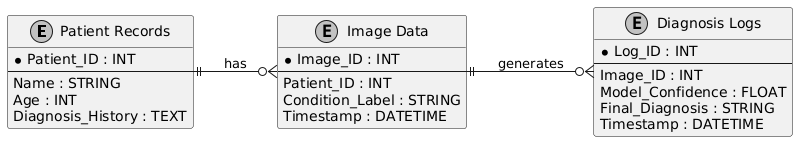 E Patient Records
* Patient_ID : INT
Name : STRING
Age : INT
Diagnosis_History : TEXT
has
E Image Data
* Image_ID : INT
Patient_ID : INT
Condition_Label : STRING
Timestamp : DATETIME
generates
E Diagnosis Logs
* Log_ID : INT
Image_ID : INT
Model_Confidence : FLOAT
Final_Diagnosis : STRING
Timestamp : DATETIME